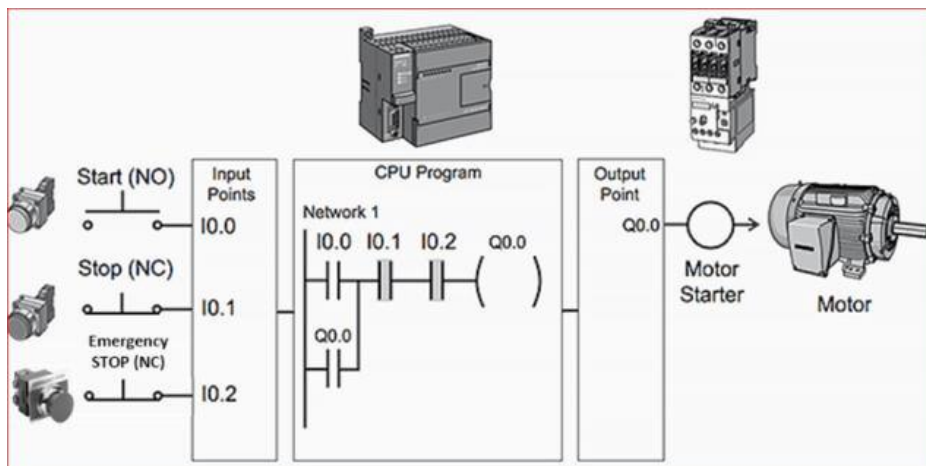 Start (NO)
I0.0
Stop (NC)
I0.1
Emergency
STOP (NC)
I0.2
Input
Points
CPU Program
Network 1
I0.0 I0.1 I0.2 Q0.0
Q0.0
Output
Point
Q0.0
Motor
Starter
Motor